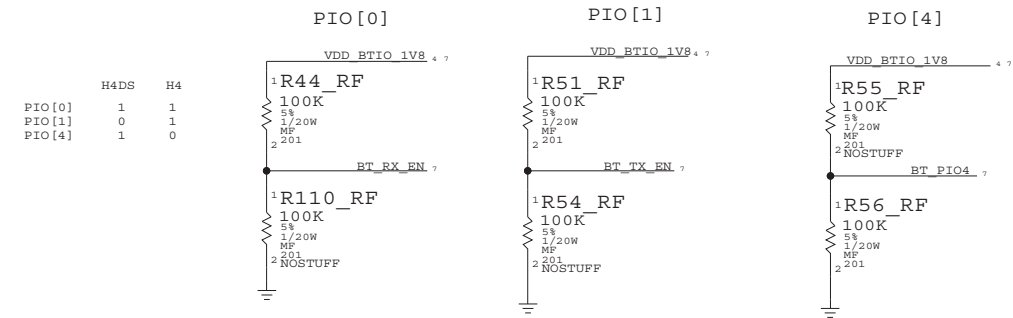 PIO[0]
PIO[1]
PIO[4]
VDD_BTIO_1V8 4 7
VDD_BTIO_1V8 4 7
VDD_BTIO_1V8 4 7
H4DS H4
PIO[0] 1 1
PIO[1] 0 1
PIO[4] 1 0
1 R44_RF
100K
5%
1/20W
MF
2 201
BT_RX_EN 7
1 R110_RF
100K
5%
1/20W
MF
201
2 NOSTUFF
1 R51_RF
100K
5%
1/20W
MF
2 201
BT_TX_EN 7
1 R54_RF
100K
5%
1/20W
MF
201
2 NOSTUFF
1 R55_RF
100K
5%
1/20W
MF
201
2 NOSTUFF
BT_PIO4 7
1 R56_RF
100K
5%
1/20W
MF
2 201